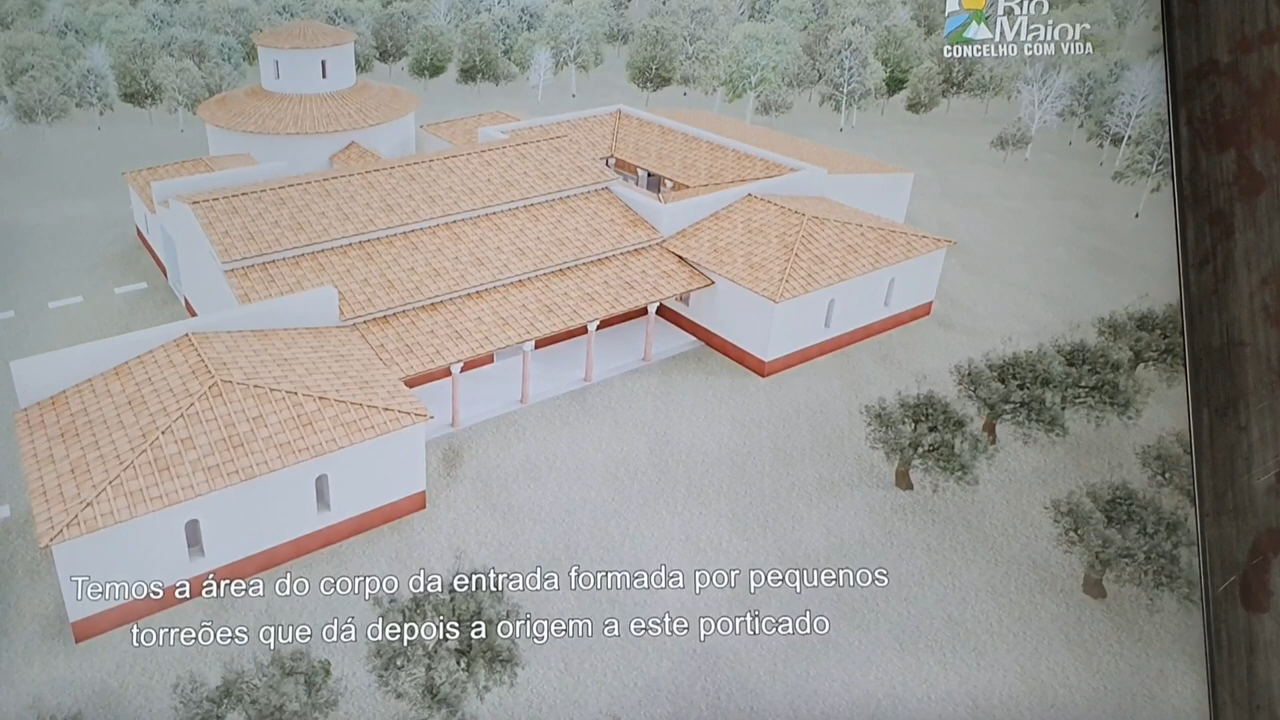 Rio
Maior
CONCELHO COM VIDA
Temos a área do corpo da entrada formada por pequenos
torreões que dá depois a origem a este porticado